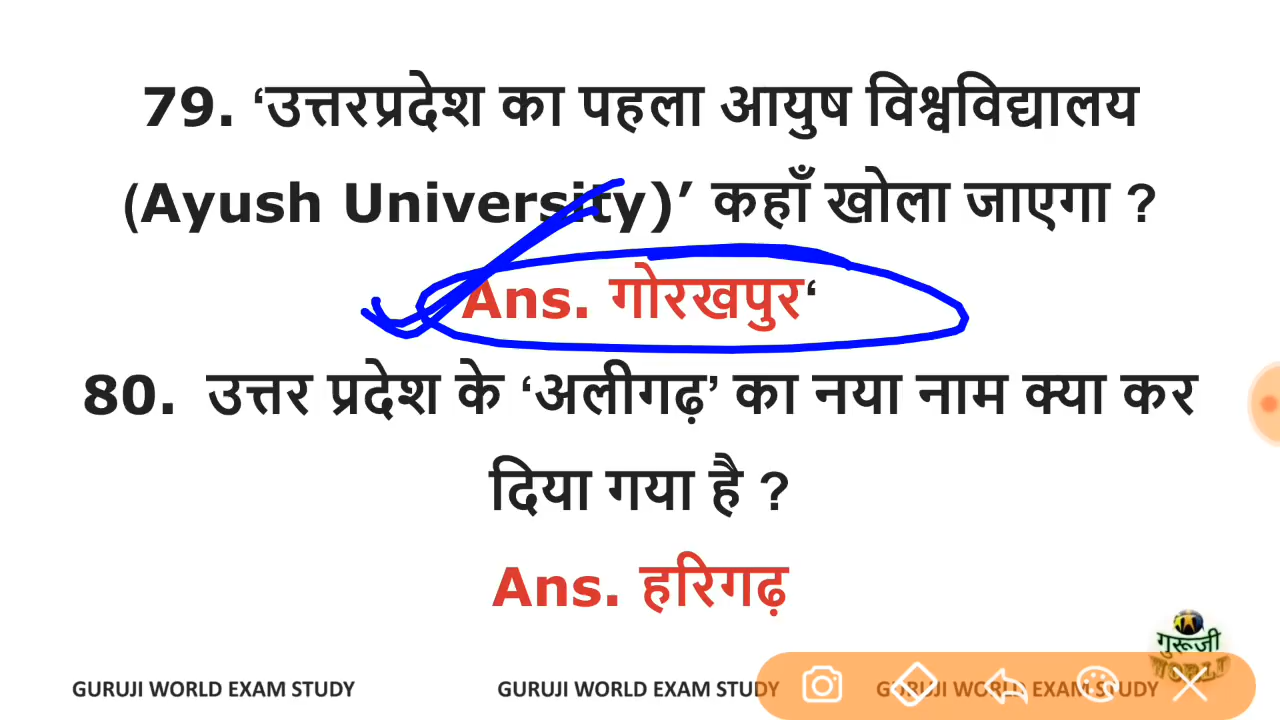 79. ‘उत्तरप्रदेश का पहला आयुष विश्वविद्यालय
(Ayush University)’ कहाँ खोला जाएगा ?
Ans. गोरखपुर‘
80. उत्तर प्रदेश के ‘अलीगढ़’ का नया नाम क्या कर
दिया गया है ?
Ans. हरिगढ़
गुरूजी
WORLD
GURUJI WORLD EXAM STUDY GURUJI WORLD EXAM STUDY GURUJI WORLD EXAM STUDY